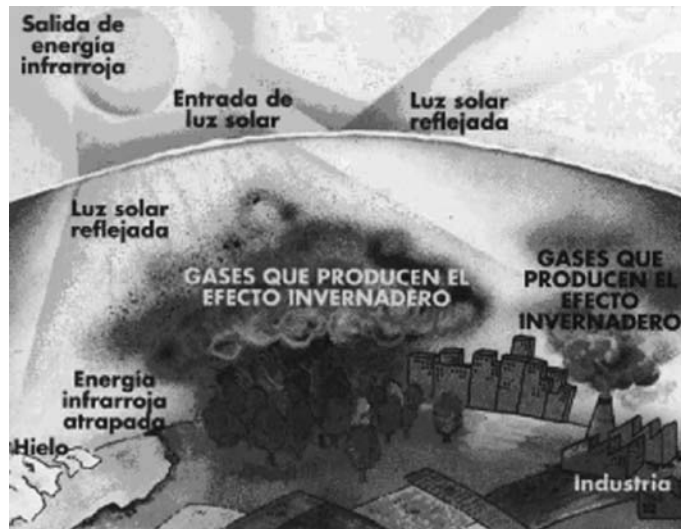 Salida de
energía
infrarroja
Entrada de
luz solar
Luz solar
reflejada
Luz solar
reflejada
GASES QUE PRODUCEN EL
EFECTO INVERNADERO
GASES QUE
PRODUCEN EL
EFECTO
INVERNADERO
Energía
infrarroja
atrapada
Hielo
Industria